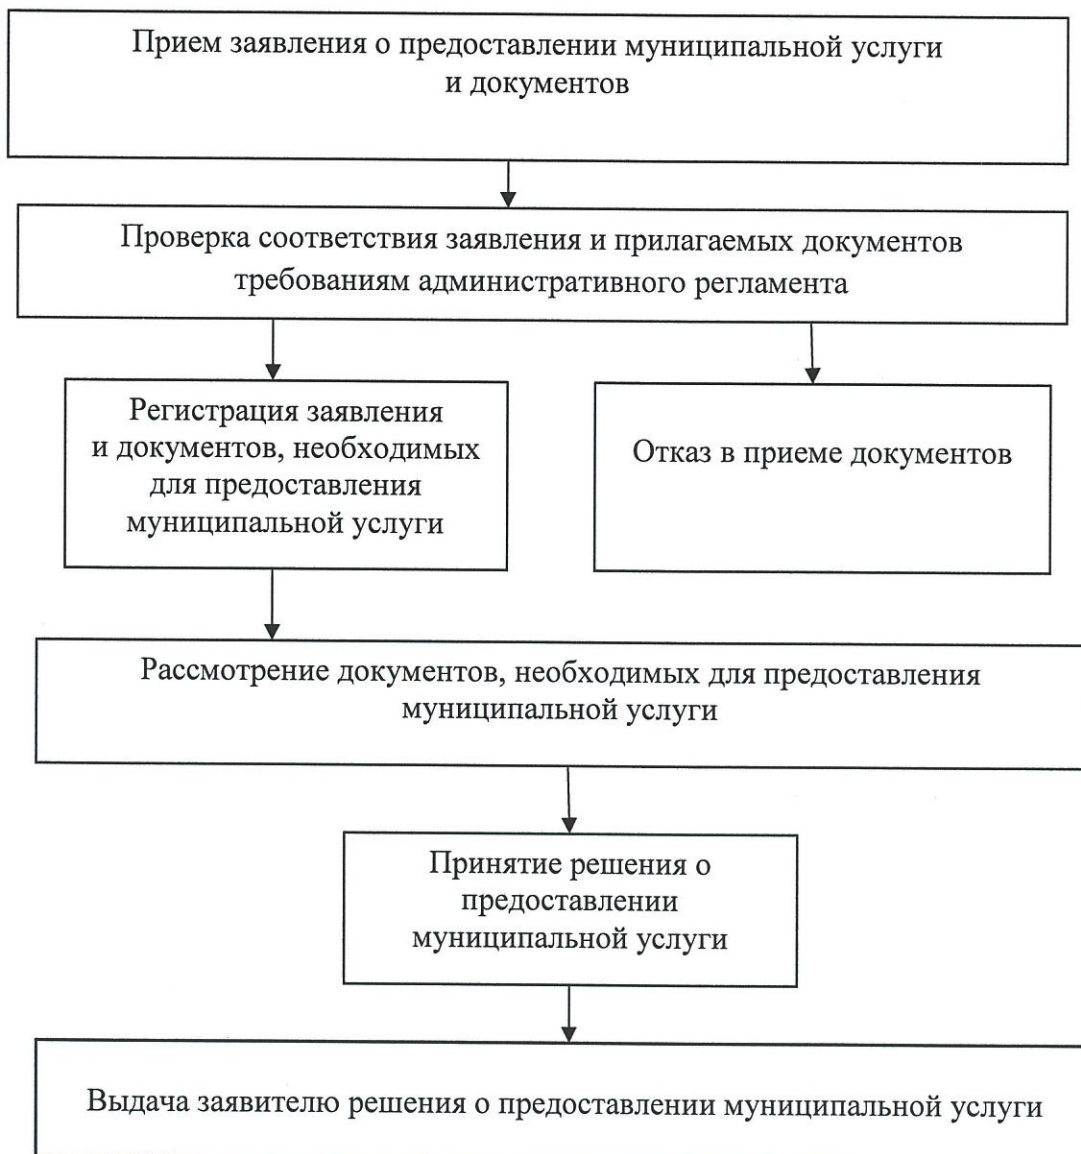 Прием заявления о предоставлении муниципальной услуги
и документов
Проверка соответствия заявления и прилагаемых документов
требованиям административного регламента
Регистрация заявления
и документов, необходимых
для предоставления
муниципальной услуги
Отказ в приеме документов
Рассмотрение документов, необходимых для предоставления
муниципальной услуги
Принятие решения о
предоставлении
муниципальной услуги
Выдача заявителю решения о предоставлении муниципальной услуги